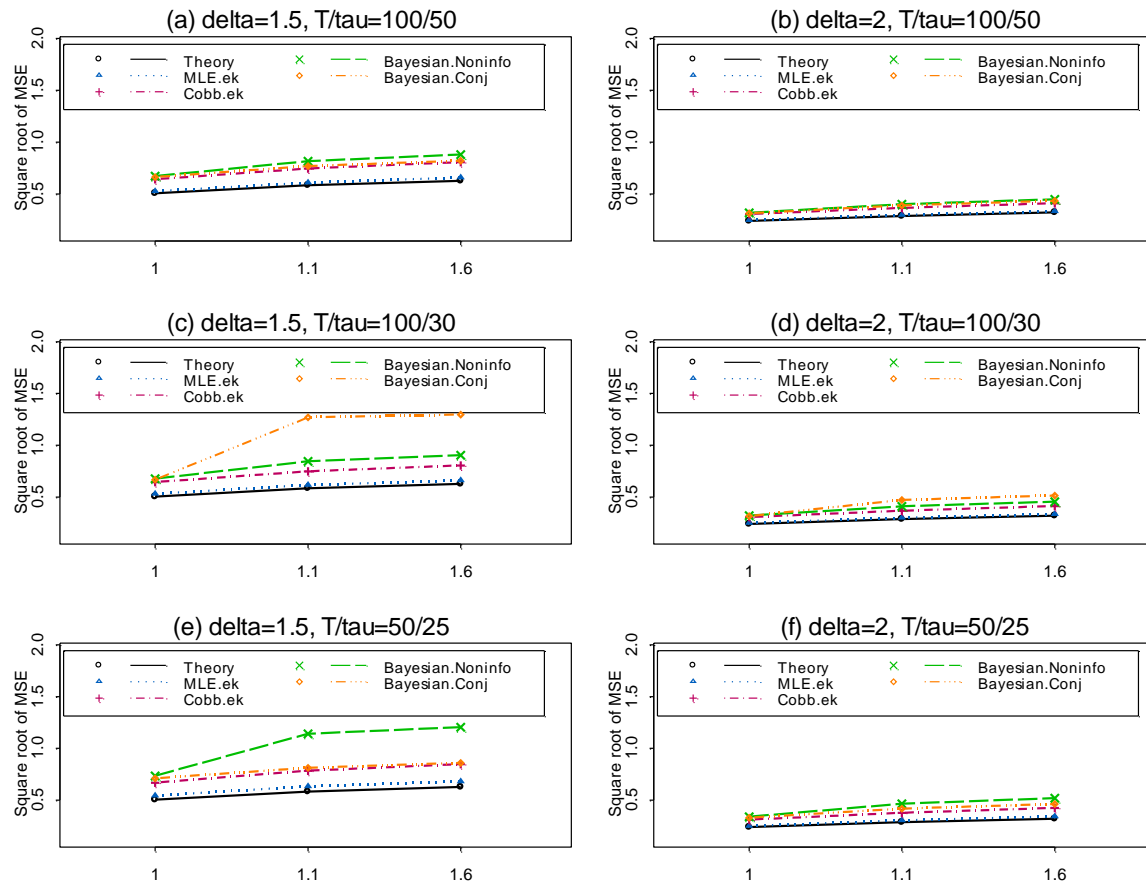 (a) delta=1.5, T/tau=100/50
Square root of MSE
2.0
1.5
1.0
0.5
Theory
MLE.ek
Cobb.ek
Bayesian.Noninfo
Bayesian.Conj
1 1.1 1.6
(b) delta=2, T/tau=100/50
Square root of MSE
2.0
1.5
1.0
0.5
Theory
MLE.ek
Cobb.ek
Bayesian.Noninfo
Bayesian.Conj
1 1.1 1.6
(c) delta=1.5, T/tau=100/30
Square root of MSE
2.0
1.5
1.0
0.5
Theory
MLE.ek
Cobb.ek
Bayesian.Noninfo
Bayesian.Conj
1 1.1 1.6
(d) delta=2, T/tau=100/30
Square root of MSE
2.0
1.5
1.0
0.5
Theory
MLE.ek
Cobb.ek
Bayesian.Noninfo
Bayesian.Conj
1 1.1 1.6
(e) delta=1.5, T/tau=50/25
Square root of MSE
2.0
1.5
1.0
0.5
Theory
MLE.ek
Cobb.ek
Bayesian.Noninfo
Bayesian.Conj
1 1.1 1.6
(f) delta=2, T/tau=50/25
Square root of MSE
2.0
1.5
1.0
0.5
Theory
MLE.ek
Cobb.ek
Bayesian.Noninfo
Bayesian.Conj
1 1.1 1.6